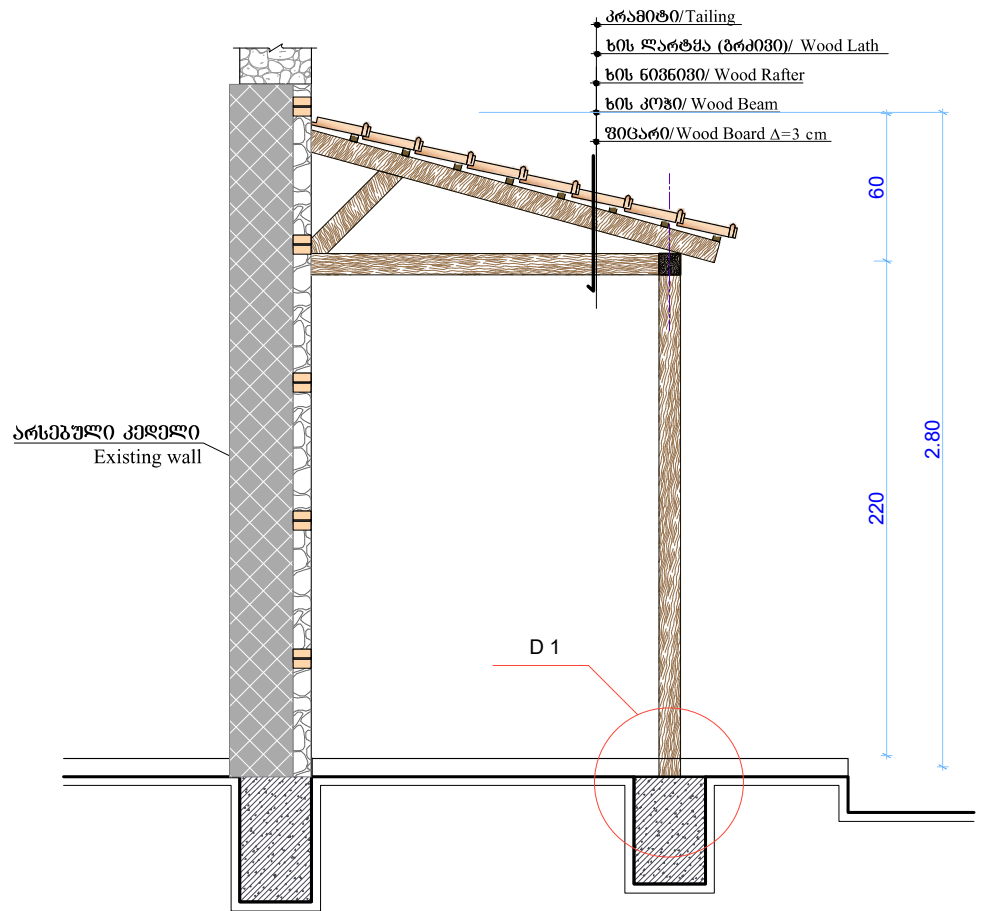 კრამიტი/Tailing
ხის ლარტყა (გრძივი)/ Wood Lath
ხის ნივნივი/ Wood Rafter
ხის კოჭი/ Wood Beam
ფიცარი/Wood Board Δ=3 cm
60
2.80
არსებული კედელი
Existing wall
220
D 1